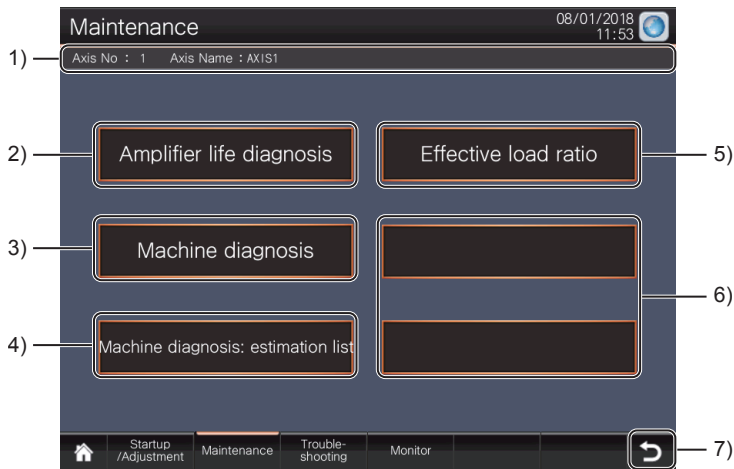 Maintenance
08/01/2018
11:53
1)
Axis No : 1 Axis Name : AXIS1
2)
Amplifier life diagnosis
Effective load ratio
5)
3)
Machine diagnosis
6)
4)
Machine diagnosis: estimation list
Startup
/Adjustment
Maintenance
Trouble-
shooting
Monitor
7)